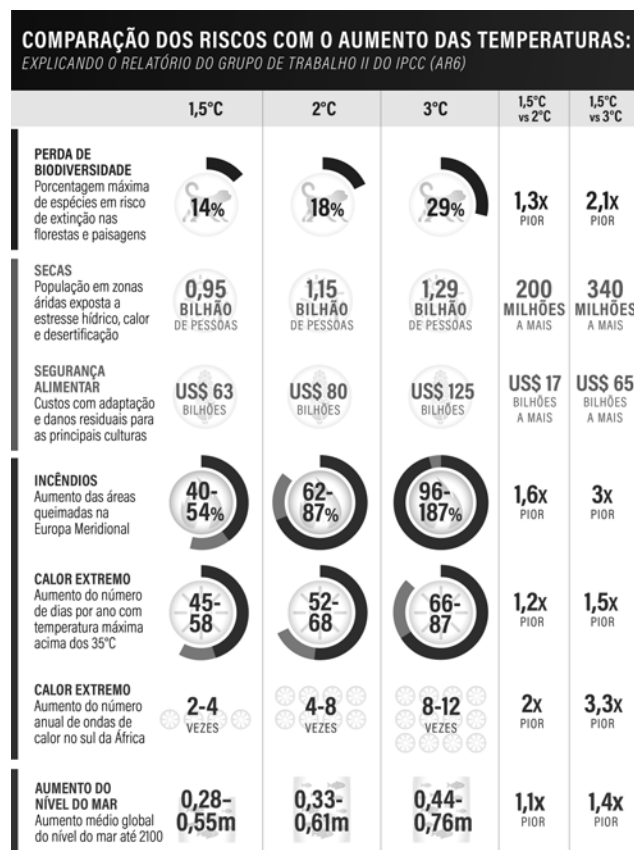 COMPARAÇÃO DOS RISCOS COM O AUMENTO DAS TEMPERATURAS:
EXPLICANDO O RELATÓRIO DO GRUPO DE TRABALHO II DO IPCC (AR6)
1,5°C
2°C
3°C
1,5°C
vs 2°C
1,5°C
vs 3°C
PERDA DE
BIODIVERSIDADE
Porcentagem máxima
de espécies em risco
de extinção nas
florestas e paisagens
14%
18%
29%
1,3x
PIOR
2,1x
PIOR
SECAS
População em zonas
áridas exposta a
estresse hídrico, calor
e desertificação
0,95
BILHÃO
DE PESSOAS
1,15
BILHÃO
DE PESSOAS
1,29
BILHÃO
DE PESSOAS
200
MILHÕES
A MAIS
340
MILHÕES
A MAIS
SEGURANÇA
ALIMENTAR
Custos com adaptação
e danos residuais para
as principais culturas
US$ 63
BILHÕES
US$ 80
BILHÕES
US$ 125
BILHÕES
US$ 17
BILHÕES
A MAIS
US$ 65
BILHÕES
A MAIS
INCÊNDIOS
Aumento das áreas
queimadas na
Europa Meridional
40-
54%
62-
87%
96-
187%
1,6x
PIOR
3x
PIOR
CALOR EXTREMO
Aumento do número
de dias por ano com
temperatura máxima
acima dos 35°C
45-
58
52-
68
66-
87
1,2x
PIOR
1,5x
PIOR
CALOR EXTREMO
Aumento do número
anual de ondas de
calor no sul da África
2-4
VEZES
4-8
VEZES
8-12
VEZES
2x
PIOR
3,3x
PIOR
AUMENTO DO
NÍVEL DO MAR
Aumento médio global
do nível do mar até 2100
0,28-
0,55m
0,33-
0,61m
0,44-
0,76m
1,1x
PIOR
1,4x
PIOR